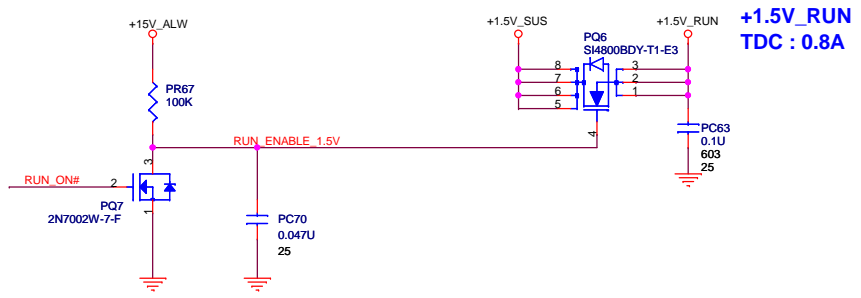 +15V_ALW
+1.5V_SUS
+1.5V_RUN
+1.5V_RUN
TDC : 0.8A
PQ6
SI4800BDY-T1-E3
8
7
6
5
3
2
1
4
PR67
100K
RUN_ENABLE_1.5V
PC63
0.1U
603
25
3
RUN_ON#
2
1
PQ7
2N7002W-7-F
PC70
0.047U
25